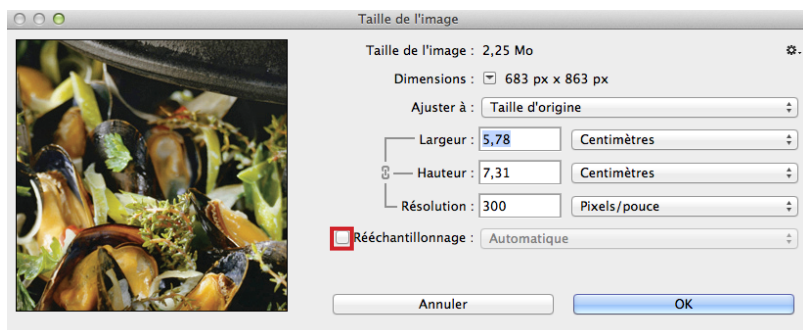 Taille de l'image
Taille de l'image : 2,25 Mo
Dimensions : 683 px x 863 px
Ajuster à : Taille d'origine
Largeur : 5,78 Centimètres
Hauteur : 7,31 Centimètres
Résolution : 300 Pixels/pouce
Rééchantillonnage : Automatique
Annuler OK